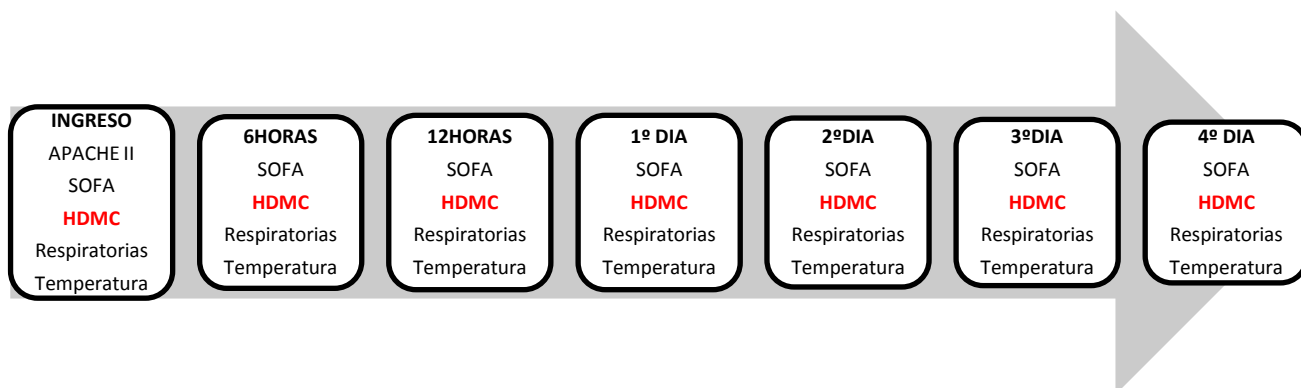 INGRESO
APACHE II
SOFA
HDMC
Respiratorias
Temperatura
6HORAS
SOFA
HDMC
Respiratorias
Temperatura
12HORAS
SOFA
HDMC
Respiratorias
Temperatura
1º DIA
SOFA
HDMC
Respiratorias
Temperatura
2ºDIA
SOFA
HDMC
Respiratorias
Temperatura
3ºDIA
SOFA
HDMC
Respiratorias
Temperatura
4º DIA
SOFA
HDMC
Respiratorias
Temperatura